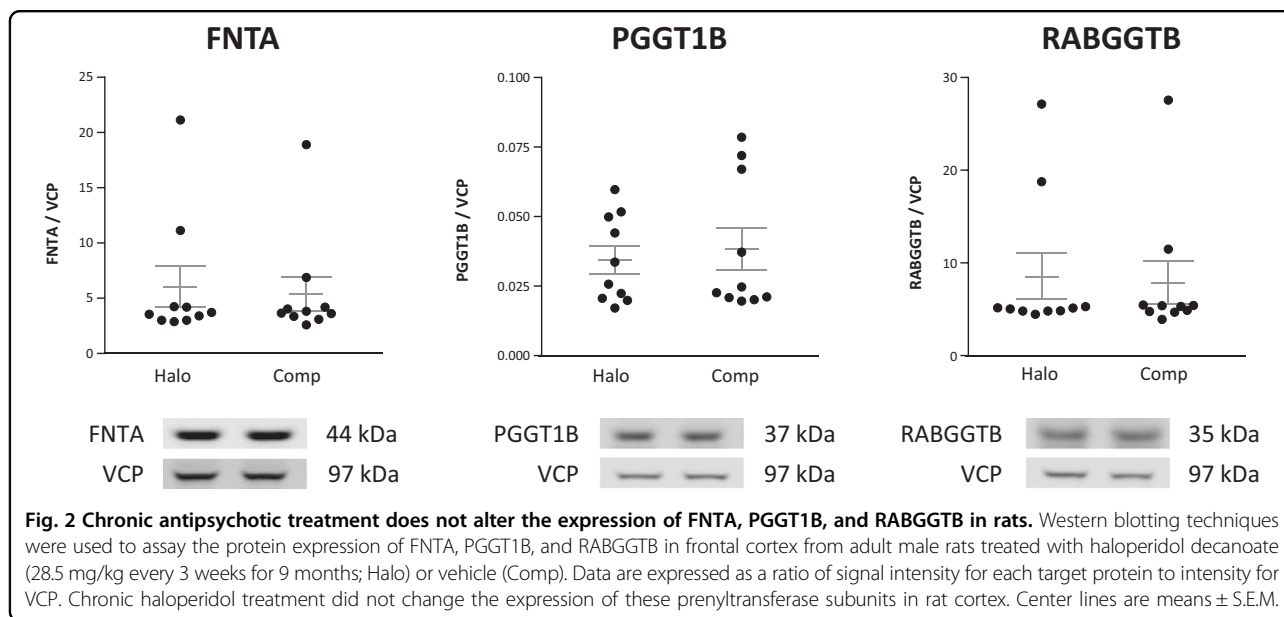 FNTA
PGGT1B
RABGGTB
FNTA / VCP
25
20
15
10
5
0
Halo
Comp
PGGT1B / VCP
0.100
0.075
0.050
0.025
0.000
Halo
Comp
RABGGTB / VCP
30
20
10
0
Halo
Comp
FNTA
44 kDa
VCP
97 kDa
PGGT1B
37 kDa
VCP
97 kDa
RABGGTB
35 kDa
VCP
97 kDa
Fig. 2 Chronic antipsychotic treatment does not alter the expression of FNTA, PGGT1B, and RABGGTB in rats. Western blotting techniques
were used to assay the protein expression of FNTA, PGGT1B, and RABGGTB in frontal cortex from adult male rats treated with haloperidol decanoate
(28.5 mg/kg every 3 weeks for 9 months; Halo) or vehicle (Comp). Data are expressed as a ratio of signal intensity for each target protein to intensity for
VCP. Chronic haloperidol treatment did not change the expression of these prenyltransferase subunits in rat cortex. Center lines are means ± S.E.M.